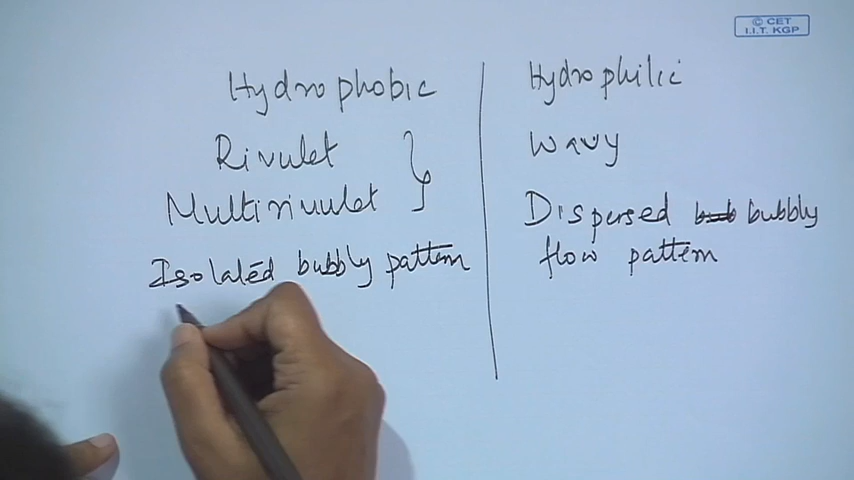 © CET
I.I.T. KGP
Hydrophobic
Rivulet
Multirivulet
Isolated bubbly pattern
Hydrophilic
Wavy
Dispersed bubbly
flow pattern